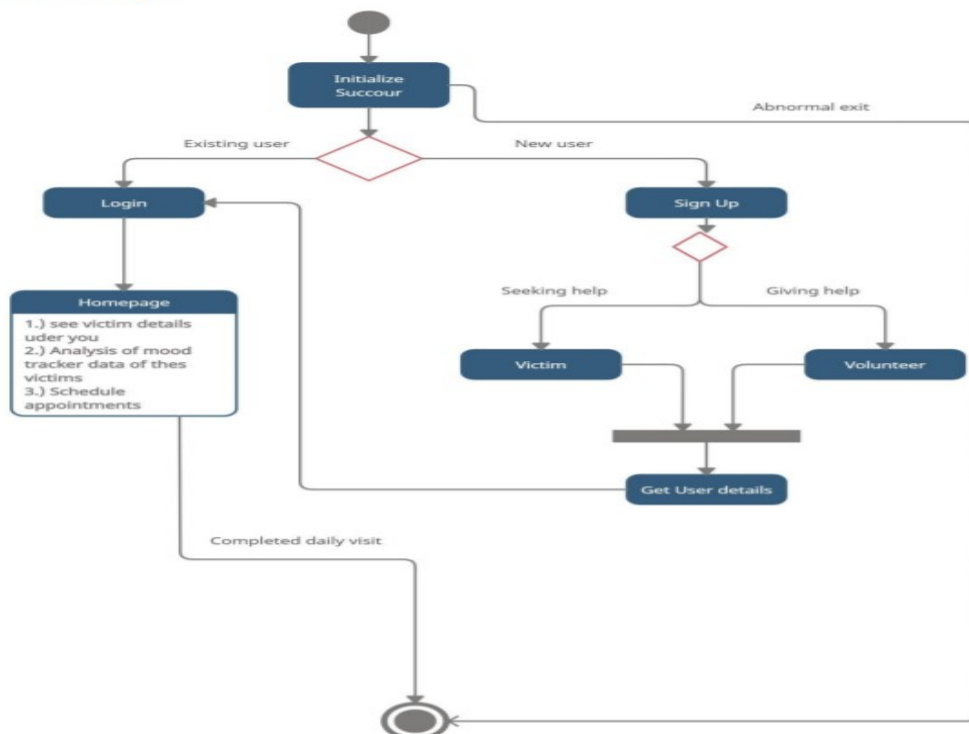 Initialize
Succour
Abnormal exit
Existing user
New user
Login
Sign Up
Homepage
1.) see victim details
uder you
2.) Analysis of mood
tracker data of thes
victims
3.) Schedule
appointments
Seeking help
Giving help
Victim
Volunteer
Get User details
Completed daily visit